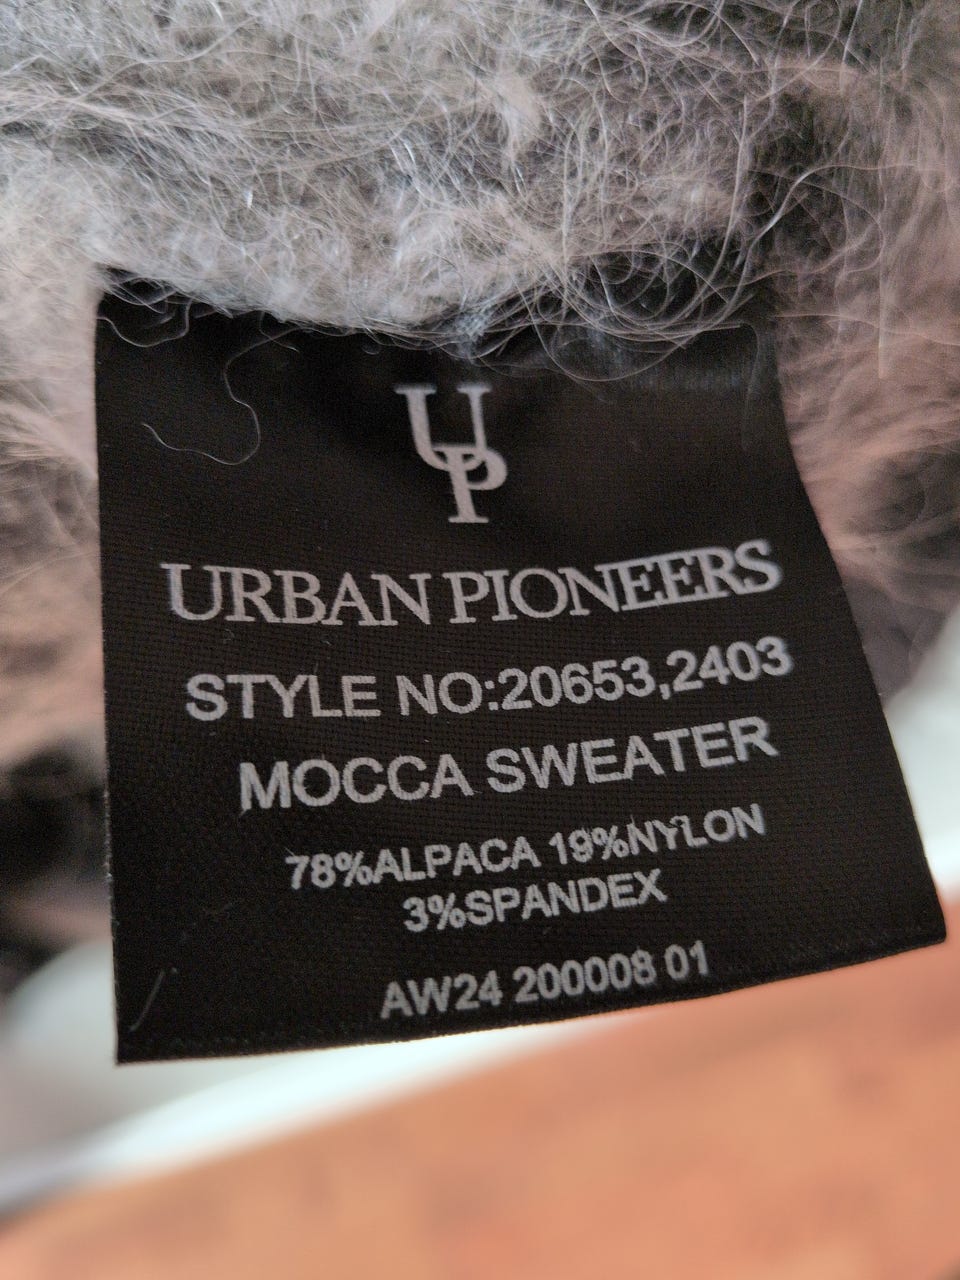 UP
URBAN PIONEERS
STYLE NO:20653,2403
MOCCA SWEATER
78%ALPACA 19%NYLON
3%SPANDEX
AW24 200008 01